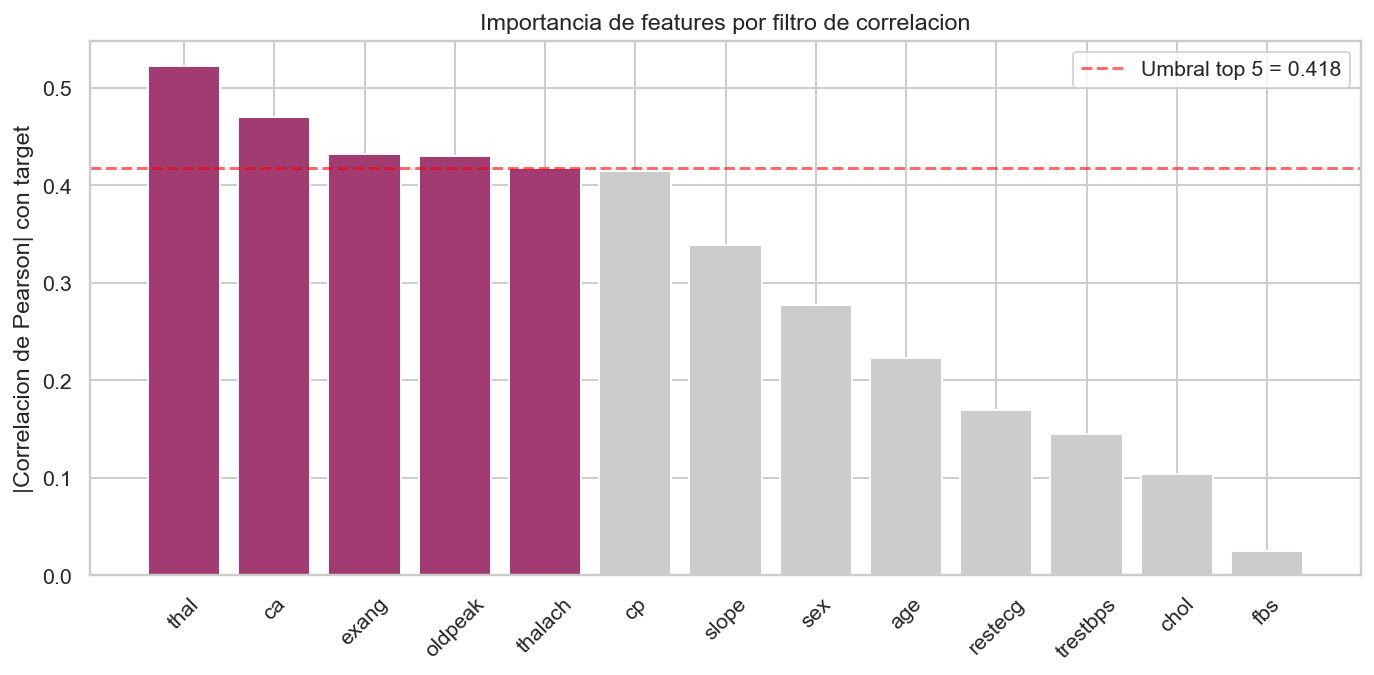 Importancia de features por filtro de correlacion
Umbral top 5 = 0.418
|Correlacion de Pearson| con target
0.5
0.4
0.3
0.2
0.1
0.0
thal
ca
exang
oldpeak
thalach
cp
slope
sex
age
restecg
trestbps
chol
fbs